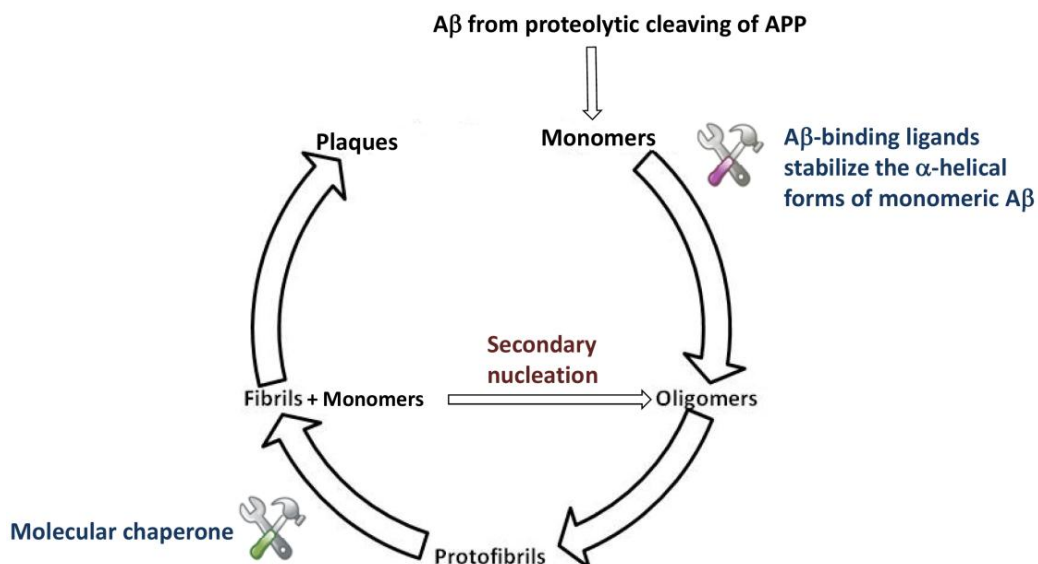 Aβ from proteolytic cleaving of APP
Plaques
Monomers
Aβ-binding ligands
stabilize the α-helical
forms of monomeric Aβ
Secondary
nucleation
Fibrils + Monomers
Oligomers
Molecular chaperone
Protofibrils